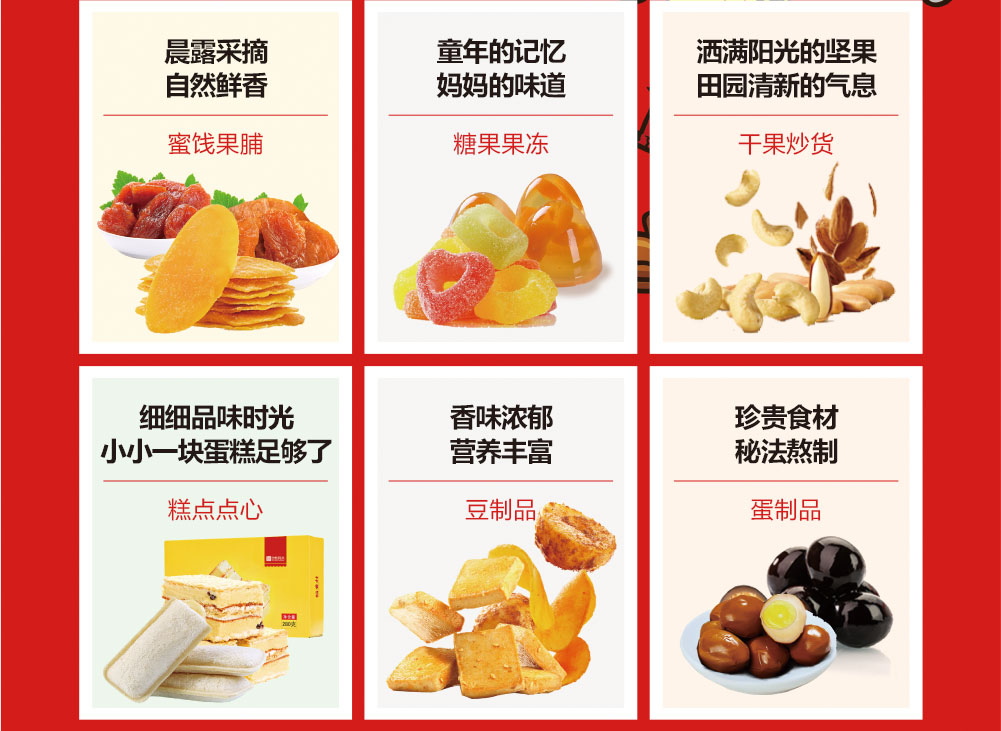 晨露采摘
自然鲜香
蜜饯果脯
童年的记忆
妈妈的味道
糖果果冻
洒满阳光的坚果
田园清新的气息
干果炒货
细细品味时光
小小一块蛋糕足够了
糕点点心
280克
香味浓郁
营养丰富
豆制品
珍贵食材
秘法熬制
蛋制品